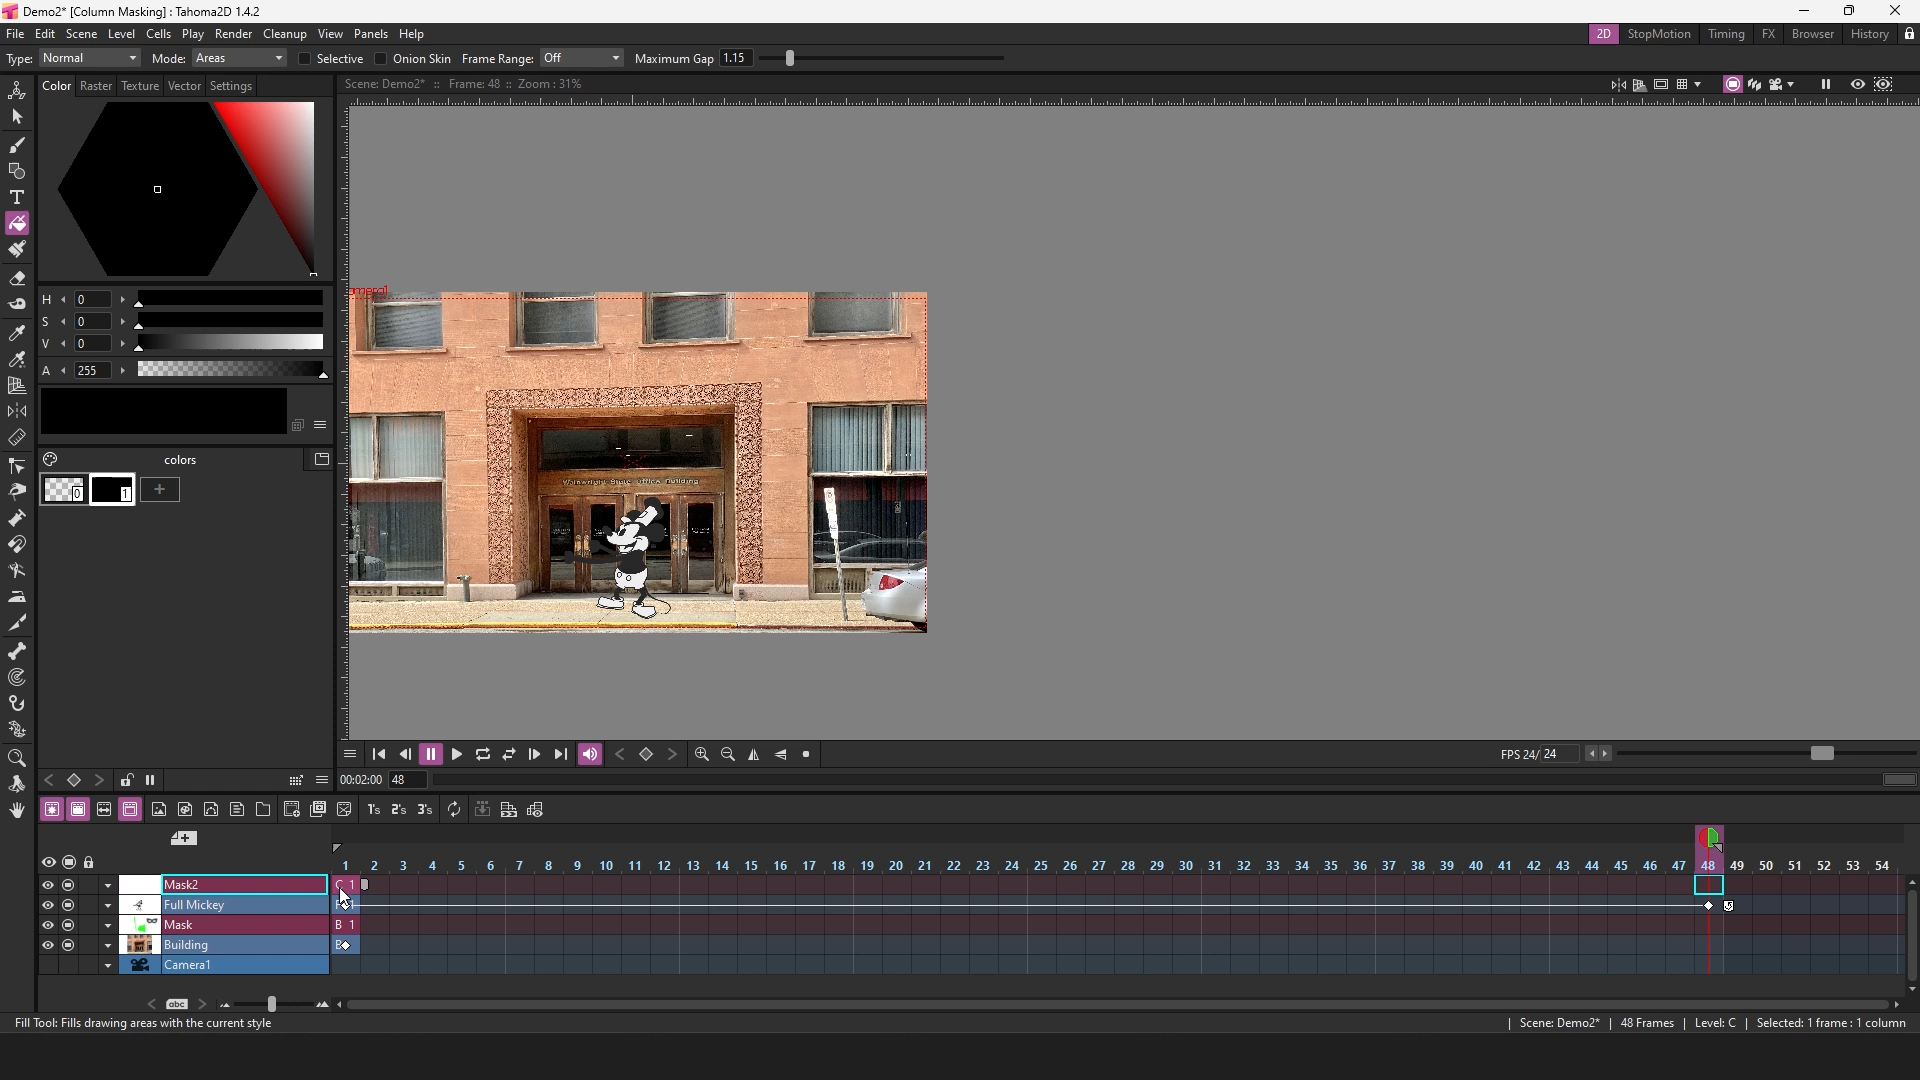 Demo2* [Column Masking] : Tahoma2D 1.4.2
File Edit Scene Level Cells Play Render Cleanup View Panels Help
2D StopMotion Timing FX Browser History
Type: Normal Mode: Areas Selective Onion Skin Frame Range: Off Maximum Gap 1.15
Color Raster Texture Vector Settings
Scene: Demo2* :: Frame: 48 :: Zoom : 31%
H 0
S 0
V 0
A 255
colors
0 1 +
Wainwright State Office Building
FPS 24/ 24
00:02:00 48
1's 2's 3's
1 2 3 4 5 6 7 8 9 10 11 12 13 14 15 16 17 18 19 20 21 22 23 24 25 26 27 28 29 30 31 32 33 34 35 36 37 38 39 40 41 42 43 44 45 46 47 48 49 50 51 52 53 54
Mask2 C 1
Full Mickey
Mask B 1
Building
Camera1
abc
Fill Tool: Fills drawing areas with the current style
Scene: Demo2* | 48 Frames | Level: C | Selected: 1 frame : 1 column